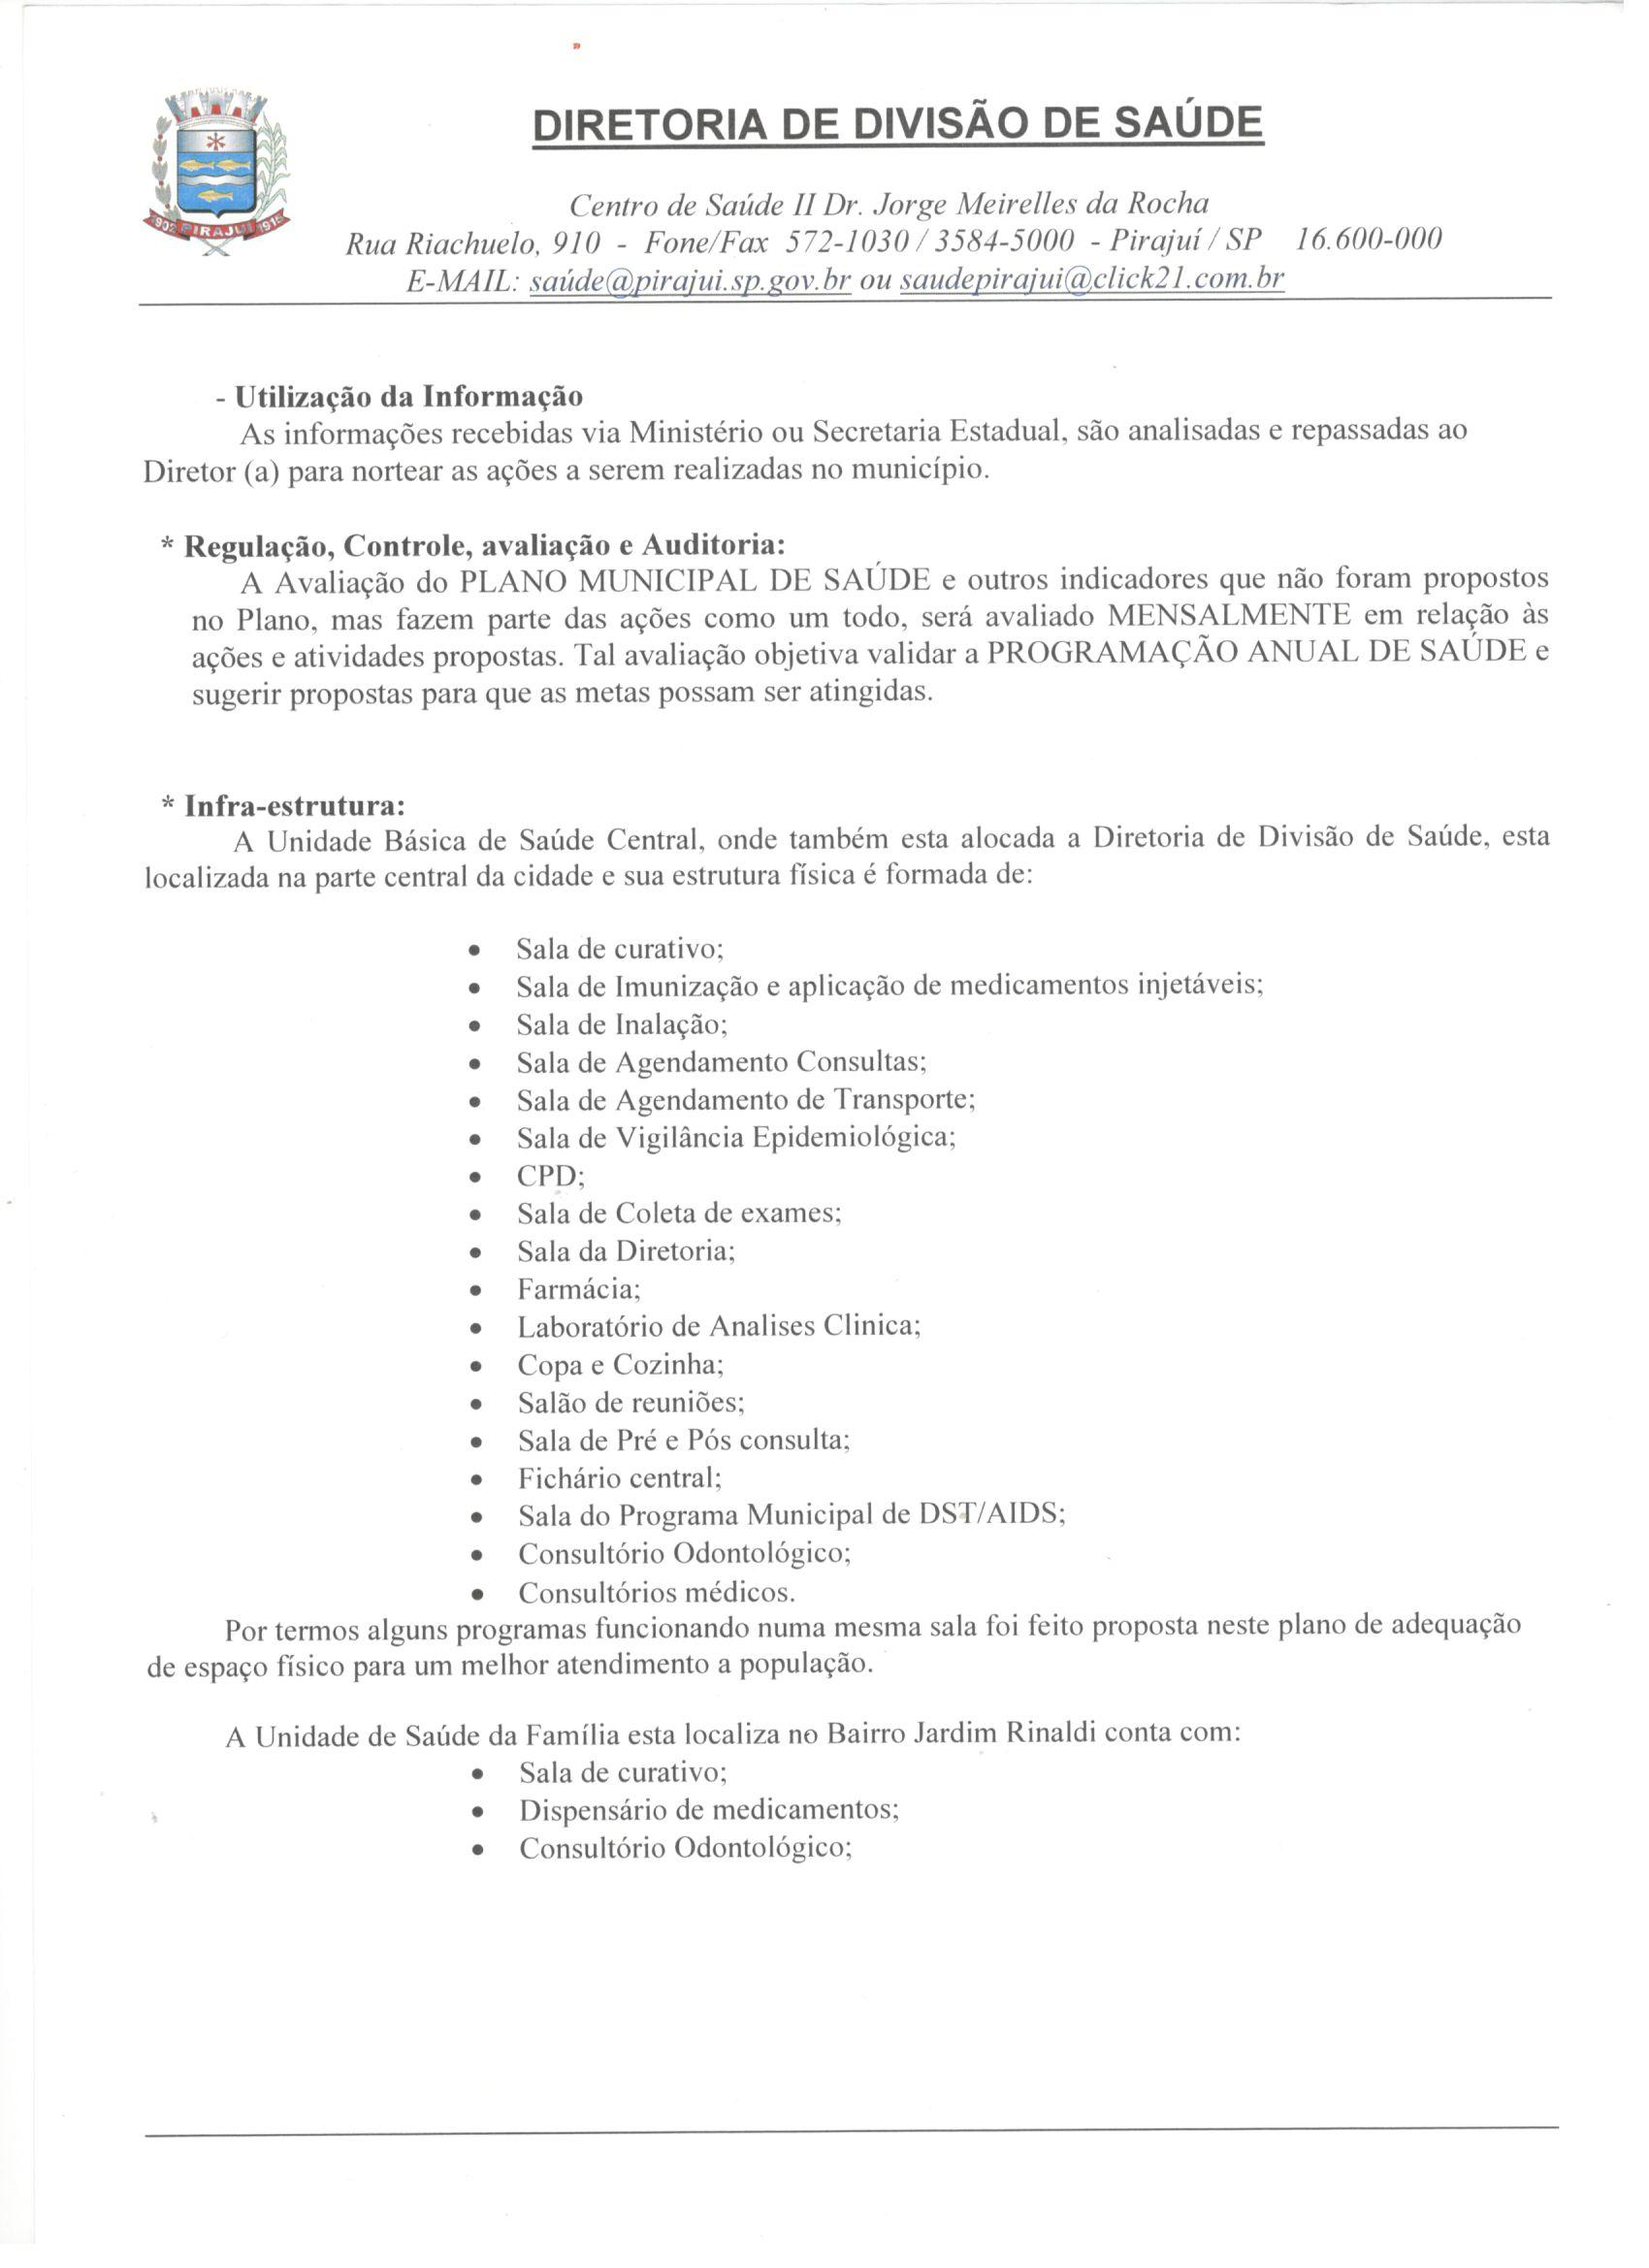 DIRETORIA DE DIVISÃO DE SAÚDE
Centro de Saúde II Dr. Jorge Meirelles da Rocha
Rua Riachuelo, 910 - Fone/Fax 572-1030 / 3584-5000 - Pirajuí / SP 16.600-000
E-MAIL: saúde@pirajui.sp.gov.br ou saudepirajui@click21.com.br
902 PIRAJUI 1915
- Utilização da Informação
As informações recebidas via Ministério ou Secretaria Estadual, são analisadas e repassadas ao
Diretor (a) para nortear as ações a serem realizadas no município.
* Regulação, Controle, avaliação e Auditoria:
A Avaliação do PLANO MUNICIPAL DE SAÚDE e outros indicadores que não foram propostos
no Plano, mas fazem parte das ações como um todo, será avaliado MENSALMENTE em relação às
ações e atividades propostas. Tal avaliação objetiva validar a PROGRAMAÇÃO ANUAL DE SAÚDE e
sugerir propostas para que as metas possam ser atingidas.
* Infra-estrutura:
A Unidade Básica de Saúde Central, onde também esta alocada a Diretoria de Divisão de Saúde, esta
localizada na parte central da cidade e sua estrutura física é formada de:
• Sala de curativo;
• Sala de Imunização e aplicação de medicamentos injetáveis;
• Sala de Inalação;
• Sala de Agendamento Consultas;
• Sala de Agendamento de Transporte;
• Sala de Vigilância Epidemiológica;
• CPD;
• Sala de Coleta de exames;
• Sala da Diretoria;
• Farmácia;
• Laboratório de Analises Clinica;
• Copa e Cozinha;
• Salão de reuniões;
• Sala de Pré e Pós consulta;
• Fichário central;
• Sala do Programa Municipal de DST/AIDS;
• Consultório Odontológico;
• Consultórios médicos.
Por termos alguns programas funcionando numa mesma sala foi feito proposta neste plano de adequação
de espaço físico para um melhor atendimento a população.
A Unidade de Saúde da Família esta localiza no Bairro Jardim Rinaldi conta com:
• Sala de curativo;
• Dispensário de medicamentos;
• Consultório Odontológico;